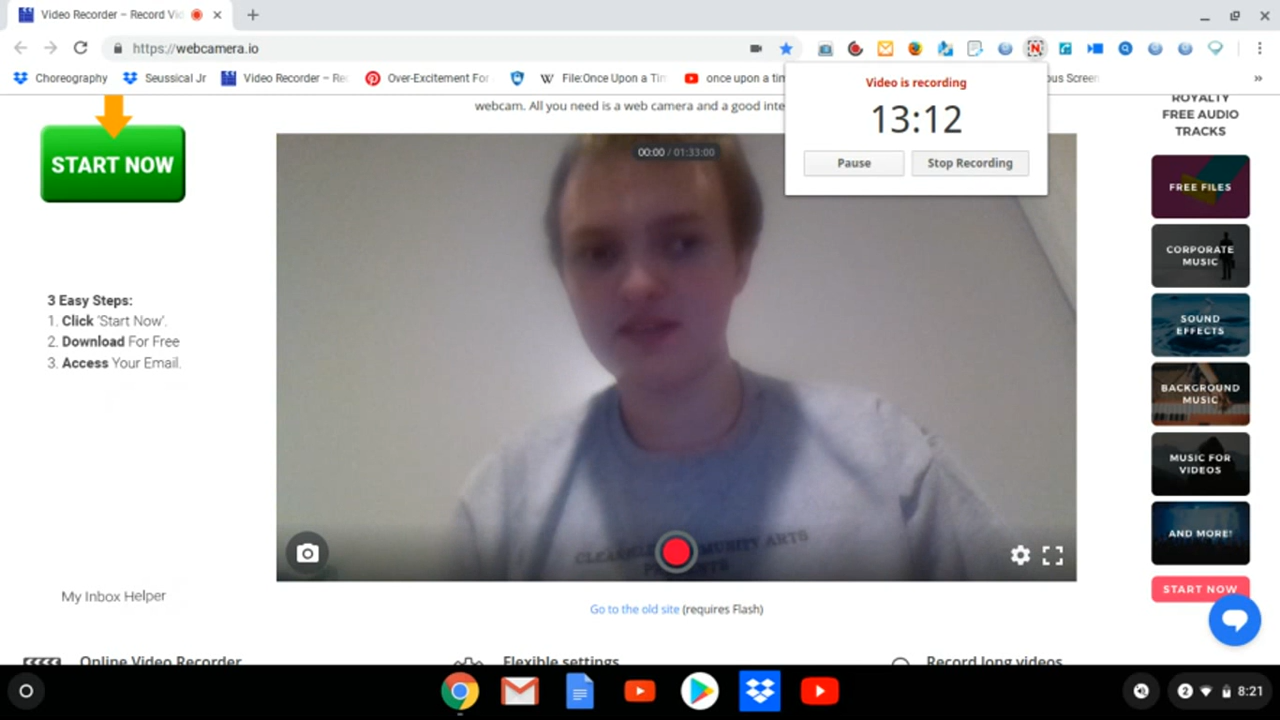 Video Recorder – Record Vid
https://webcamera.io
Choreography
Seussical Jr
Video Recorder – Re
Over-Excitement For
File:Once Upon a Tim
once upon a tim
ous Screen
Video is recording
13:12
Pause
Stop Recording
webcam. All you need is a web camera and a good inte
START NOW
3 Easy Steps:
1. Click 'Start Now'.
2. Download For Free
3. Access Your Email.
My Inbox Helper
00:00 / 01:33:00
ARTS
Go to the old site (requires Flash)
ROYALTY
FREE AUDIO
TRACKS
FREE FILES
CORPORATE
MUSIC
SOUND
EFFECTS
BACKGROUND
MUSIC
MUSIC FOR
VIDEOS
AND MORE!
START NOW
Online Video Recorder
Flexible settings
Record long videos
2
8:21